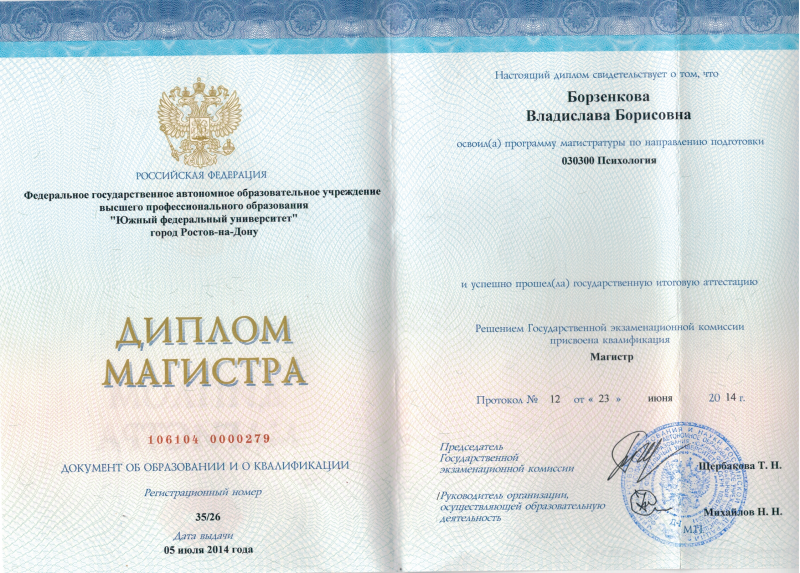 РОССИЙСКАЯ ФЕДЕРАЦИЯ
Федеральное государственное автономное образовательное учреждение
высшего профессионального образования
"Южный федеральный университет"
город Ростов-на-Дону
ДИПЛОМ
МАГИСТРА
106104 0000279
ДОКУМЕНТ ОБ ОБРАЗОВАНИИ И О КВАЛИФИКАЦИИ
Регистрационный номер
35/26
Дата выдачи
05 июля 2014 года
Настоящий диплом свидетельствует о том, что
Борзенкова
Владислава Борисовна
освоил(а) программу магистратуры по направлению подготовки
030300 Психология
и успешно прошел(ла) государственную итоговую аттестацию
Решением Государственной экзаменационной комиссии
присвоена квалификация
Магистр
Протокол № 12 от « 23 » июня 20 14 г.
Председатель
Государственной
экзаменационной комиссии
Щербакова Т. Н.
Руководитель организации,
осуществляющей образовательную
деятельность
Михайлов Н. Н.
М.П.